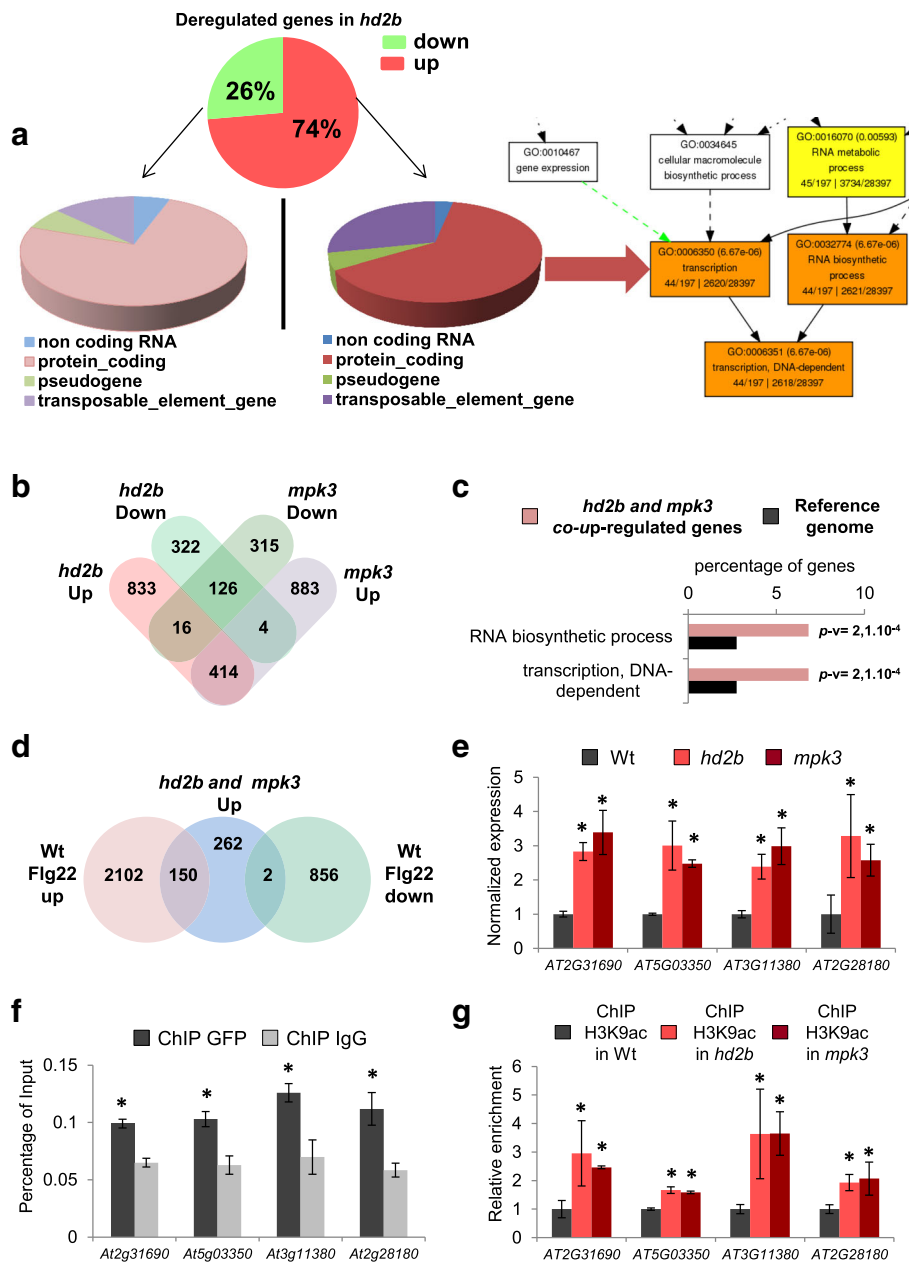 Deregulated genes in hd2b
down
up
26%
74%
a
non coding RNA
protein_coding
pseudogene
transposable_element_gene
non coding RNA
protein_coding
pseudogene
transposable_element_gene
GO:0010467
gene expression
GO:0034645
cellular macromolecule
biosynthetic process
GO:0016070 (0.00593)
RNA metabolic
process
45/197 | 3734/28397
GO:0006350 (6.67e-06)
transcription
44/197 | 2620/28397
GO:0032774 (6.67e-06)
RNA biosynthetic
process
44/197 | 2621/28397
GO:0006351 (6.67e-06)
transcription, DNA-dependent
44/197 | 2618/28397
b
hd2b
Down
mpk3
Down
hd2b
Up
mpk3
Up
322
315
833
126
883
16
4
414
c
hd2b and mpk3
co-up-regulated genes
Reference
genome
percentage of genes
0
5
10
RNA biosynthetic process
p-v= 2,1.10-4
transcription, DNA-
dependent
p-v= 2,1.10-4
d
hd2b and mpk3
Up
Wt
Flg22
up
2102
150
262
2
856
Wt
Flg22
down
e
Wt
hd2b
mpk3
Normalized expression
5
4
3
2
1
0
* * * * * * * *
AT2G31690
AT5G03350
AT3G11380
AT2G28180
f
ChIP GFP
ChIP IgG
Percentage of Input
0.15
0.1
0.05
0
* * * *
At2g31690
At5g03350
At3g11380
At2g28180
g
ChIP
H3K9ac
in Wt
ChIP
H3K9ac
in hd2b
ChIP
H3K9ac
in mpk3
Relative enrichment
6
5
4
3
2
1
0
* * * * * * * *
AT2G31690
AT5G03350
AT3G11380
AT2G28180